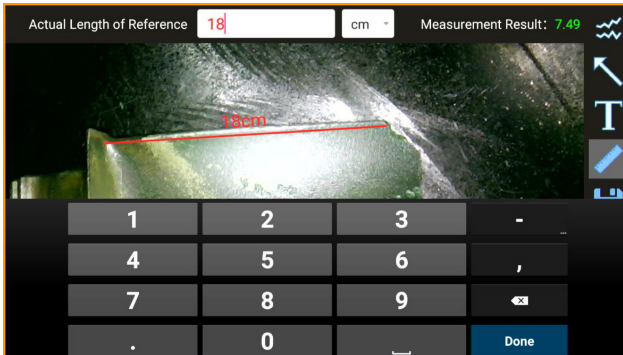 Actual Length of Reference 18 cm Measurement Result: 7.49
18cm
T
1 2 3 -
...
4 5 6 ,
7 8 9
. 0 Done